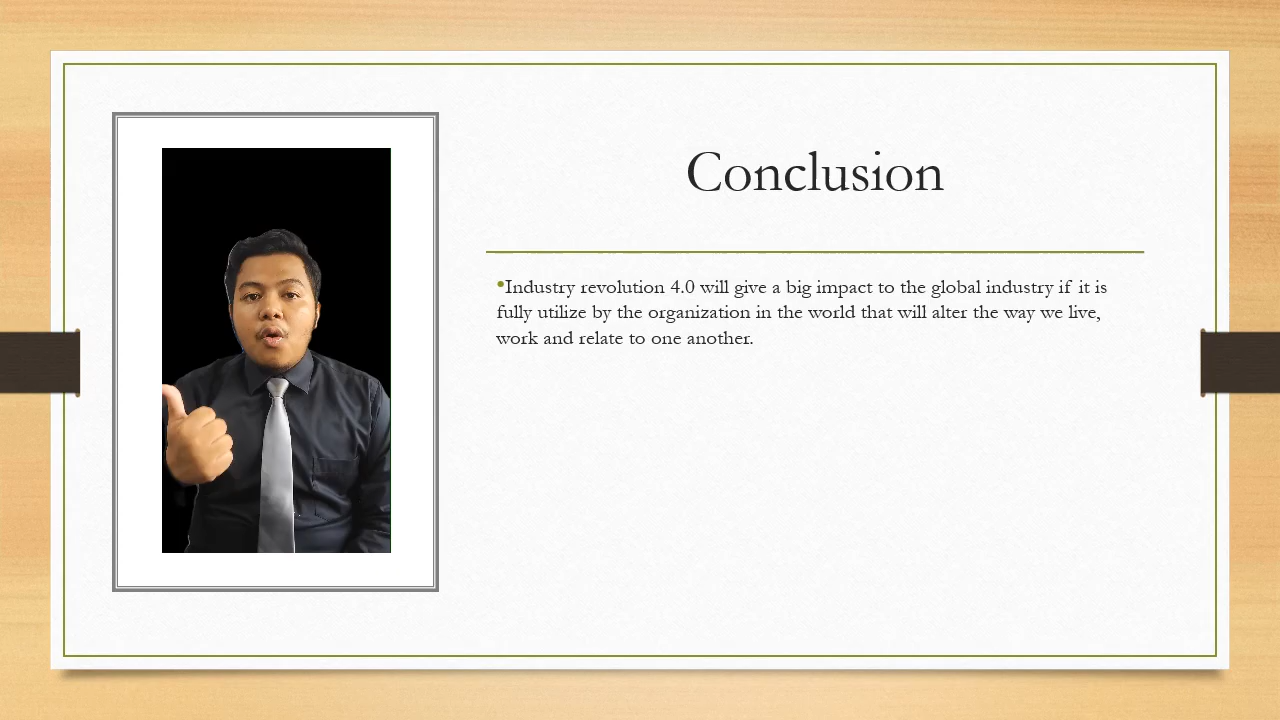 Conclusion
•Industry revolution 4.0 will give a big impact to the global industry if it is
fully utilize by the organization in the world that will alter the way we live,
work and relate to one another.